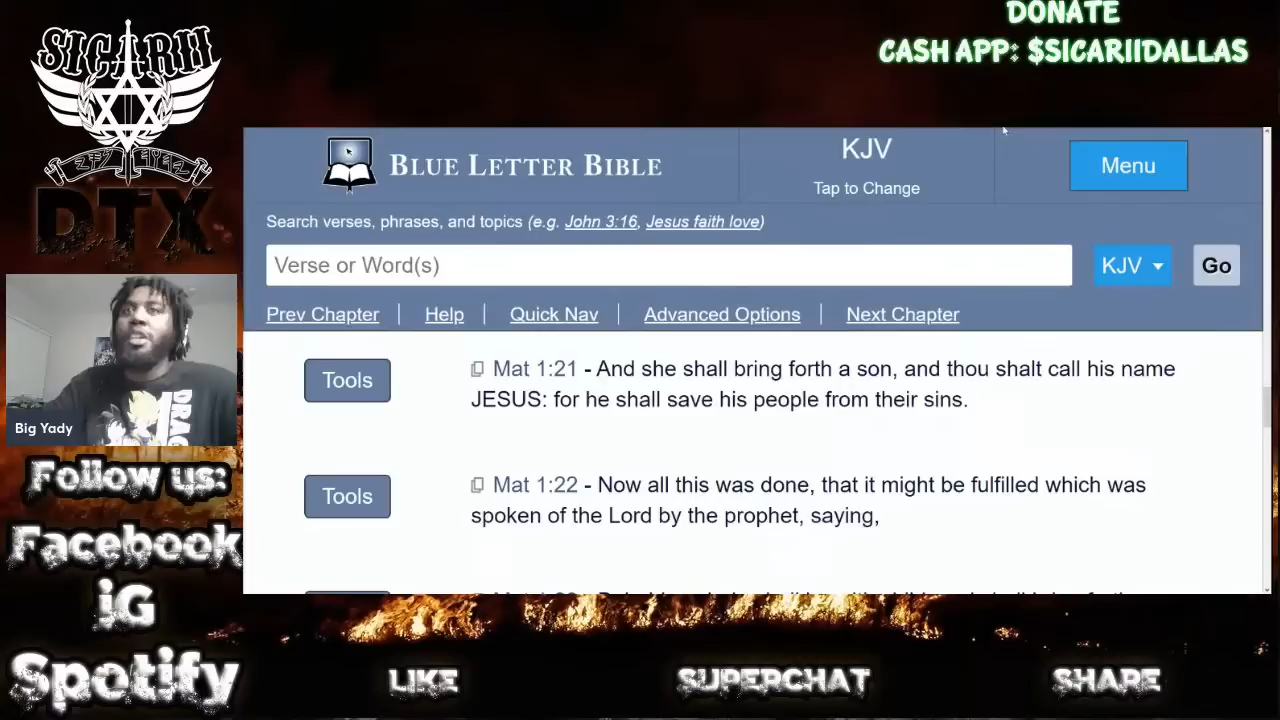 SICARII
DTX
DONATE
CASH APP: $SICARIIDALLAS
BLUE LETTER BIBLE
KJV
Tap to Change
Menu
Search verses, phrases, and topics (e.g. John 3:16, Jesus faith love)
Verse or Word(s)
KJV
Go
Prev Chapter
Help
Quick Nav
Advanced Options
Next Chapter
Tools
Mat 1:21 - And she shall bring forth a son, and thou shalt call his name
JESUS: for he shall save his people from their sins.
Tools
Mat 1:22 - Now all this was done, that it might be fulfilled which was
spoken of the Lord by the prophet, saying,
Big Yady
Follow us:
Facebook
iG
Spotify
LIKE
SUPERCHAT
SHARE